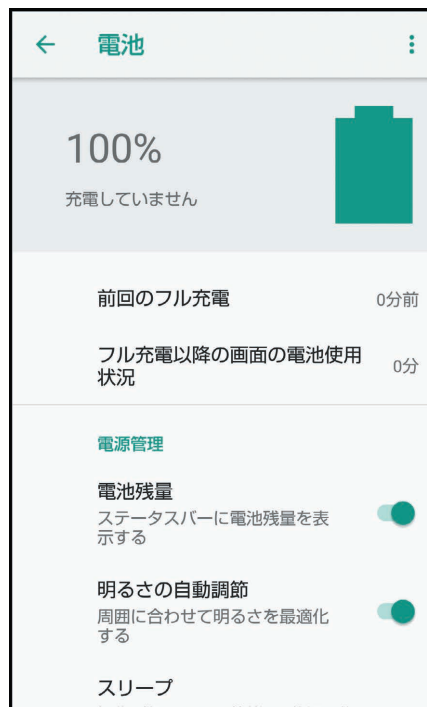 電池
100%
充電していません
前回のフル充電
0分前
フル充電以降の画面の電池使用
状況
0分
電源管理
電池残量
ステータスバーに電池残量を表
示する
明るさの自動調節
周囲に合わせて明るさを最適化
する
スリープ